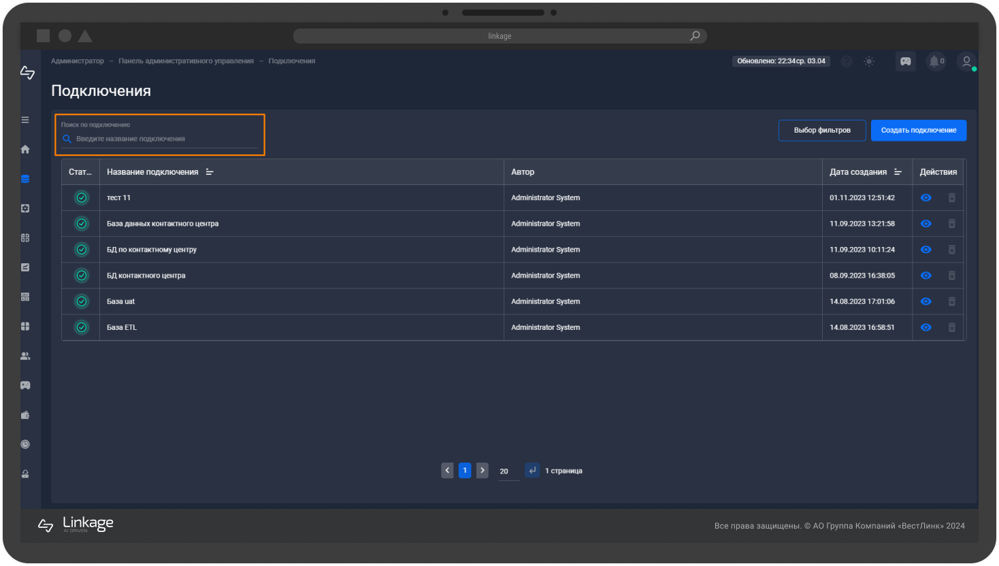 linkage
Администратор – Панель административного управления – Подключения
Обновлено: 22:34 ср. 03.04
0
Подключения
Поиск по подключению
Введите название подключения
Выбор фильтров
Создать подключение
Стат... Название подключения Автор Дата создания Действия
тест 11 Administrator System 01.11.2023 12:51:42
База данных контактного центра Administrator System 11.09.2023 13:21:58
БД по контактному центру Administrator System 11.09.2023 10:11:24
БД контактного центра Administrator System 08.09.2023 16:38:05
База uat Administrator System 14.08.2023 17:01:06
База ETL Administrator System 14.08.2023 16:58:51
1 20 1 страница
Linkage
AI DRIVEN
Все права защищены. © АО Группа Компаний «ВестЛинк» 2024